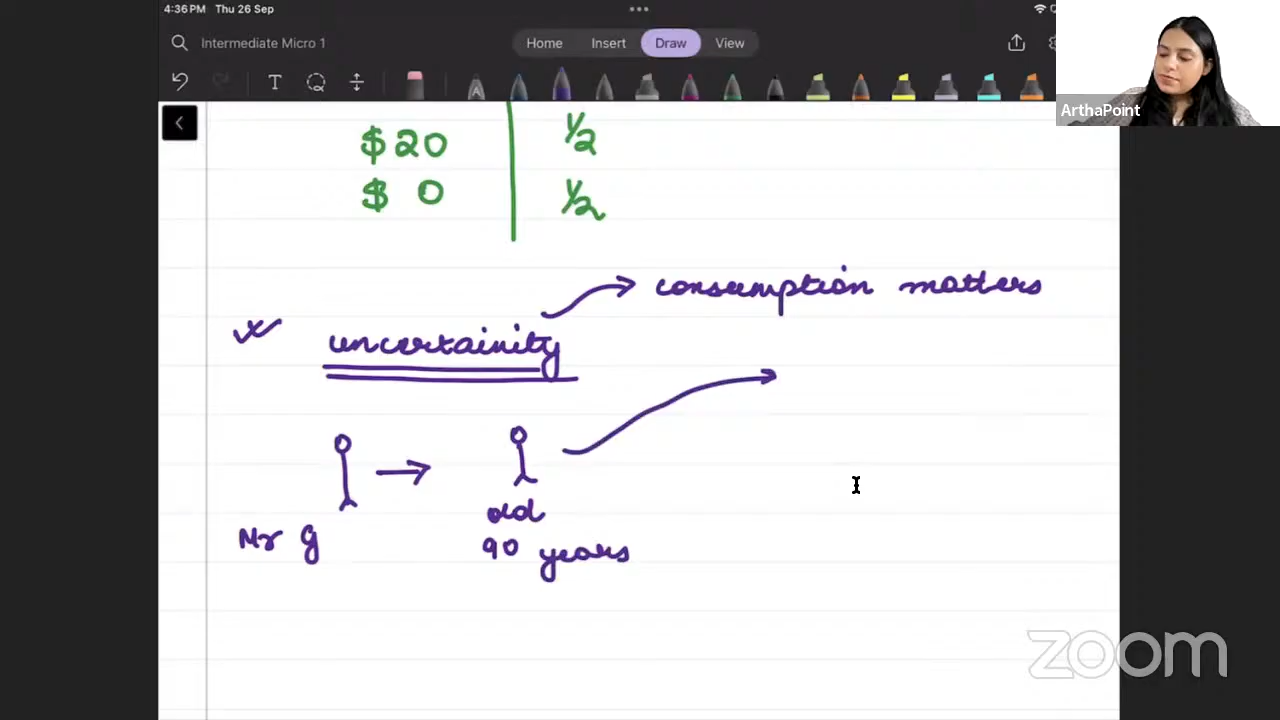 4:36 PM Thu 26 Sep
Intermediate Micro 1
Home Insert Draw View
ArthaPoint
$ 20 1/2
$ 0 1/2
consumption matters
uncertainity
Mr G
old
90 years
zoom